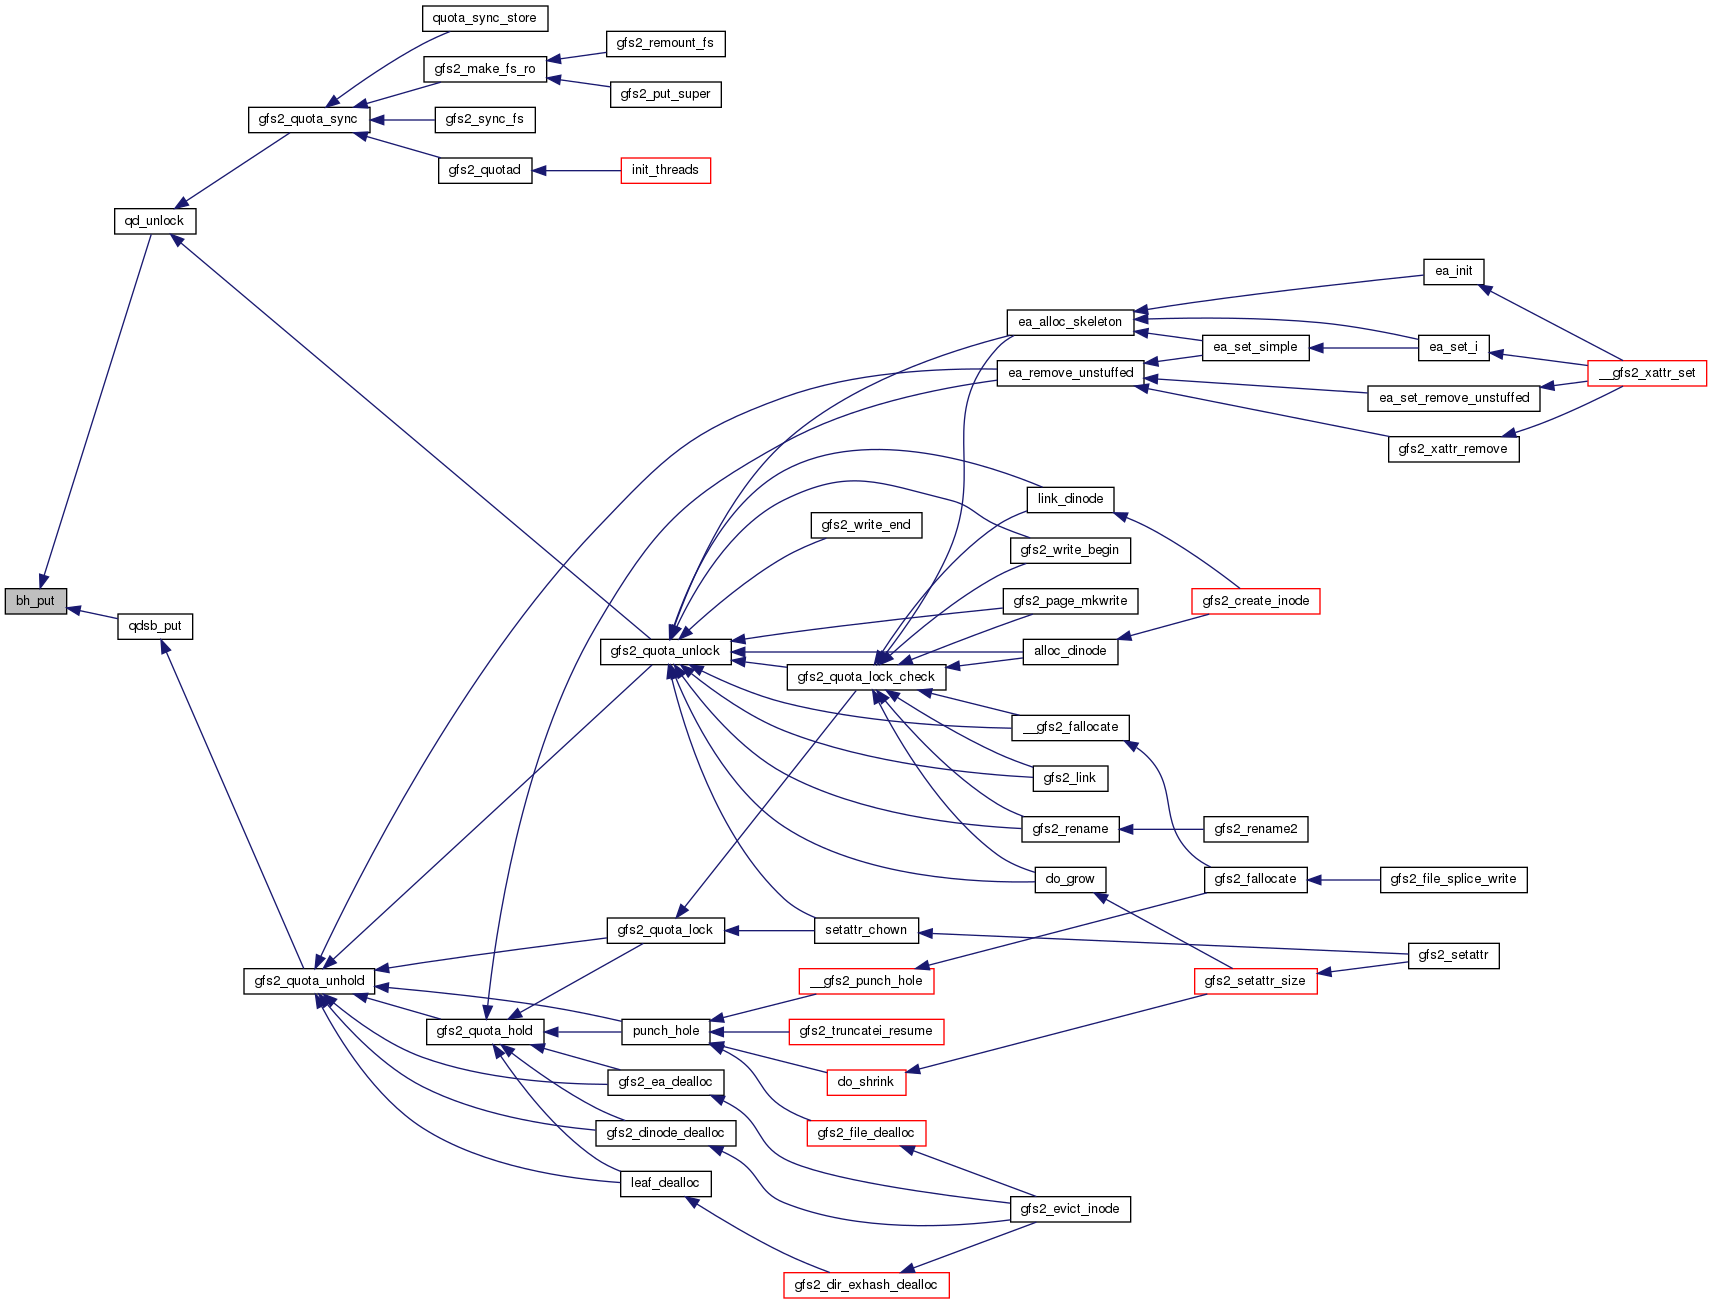 quota_sync_store
gfs2_remount_fs
gfs2_make_fs_ro
gfs2_put_super
gfs2_quota_sync
gfs2_sync_fs
gfs2_quotad
init_threads
qd_unlock
ea_init
ea_alloc_skeleton
ea_set_simple
ea_set_i
ea_remove_unstuffed
__gfs2_xattr_set
ea_set_remove_unstuffed
gfs2_xattr_remove
link_dinode
gfs2_write_end
gfs2_write_begin
bh_put
gfs2_page_mkwrite
gfs2_create_inode
qdsb_put
gfs2_quota_unlock
alloc_dinode
gfs2_quota_lock_check
__gfs2_fallocate
gfs2_link
gfs2_rename
gfs2_rename2
do_grow
gfs2_fallocate
gfs2_file_splice_write
gfs2_quota_lock
setattr_chown
gfs2_setattr
gfs2_quota_unhold
__gfs2_punch_hole
gfs2_setattr_size
gfs2_quota_hold
punch_hole
gfs2_truncatei_resume
gfs2_ea_dealloc
do_shrink
gfs2_dinode_dealloc
gfs2_file_dealloc
leaf_dealloc
gfs2_evict_inode
gfs2_dir_exhash_dealloc